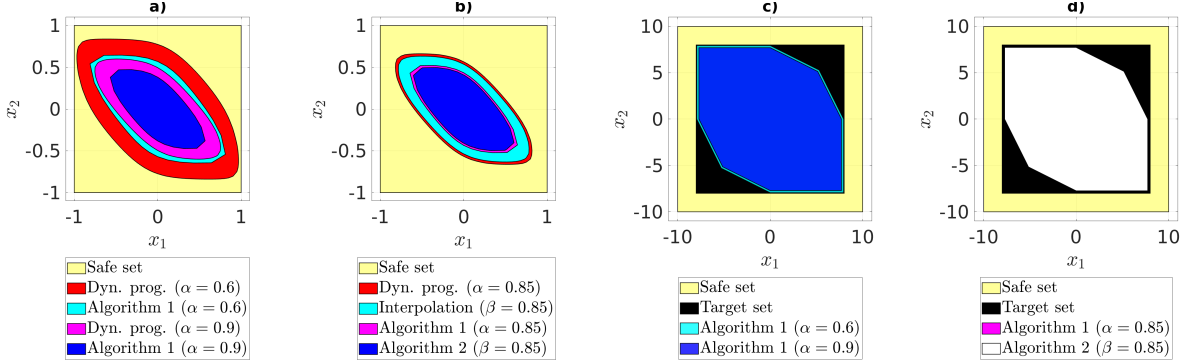 a)
1
0.5
0
-0.5
-1
x2
-1 0 1
x1
Safe set
Dyn. prog. (α = 0.6)
Algorithm 1 (α = 0.6)
Dyn. prog. (α = 0.9)
Algorithm 1 (α = 0.9)
b)
1
0.5
0
-0.5
-1
x2
-1 0 1
x1
Safe set
Dyn. prog. (α = 0.85)
Interpolation (β = 0.85)
Algorithm 1 (α = 0.85)
Algorithm 2 (β = 0.85)
c)
10
5
0
-5
-10
x2
-10 0 10
x1
Safe set
Target set
Algorithm 1 (α = 0.6)
Algorithm 1 (α = 0.9)
d)
10
5
0
-5
-10
x2
-10 0 10
x1
Safe set
Target set
Algorithm 1 (α = 0.85)
Algorithm 2 (β = 0.85)